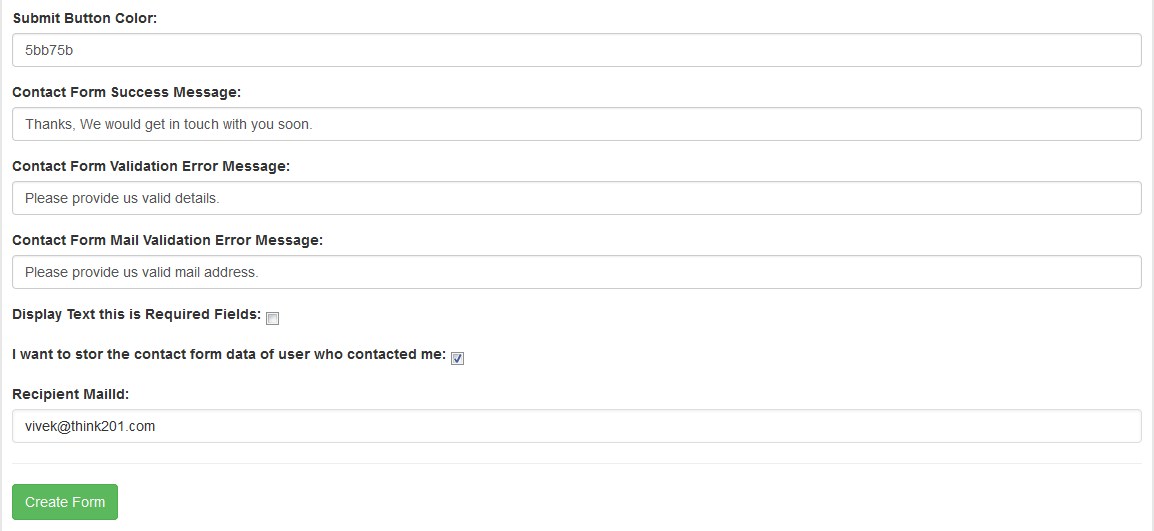 Submit Button Color:
5bb75b
Contact Form Success Message:
Thanks, We would get in touch with you soon.
Contact Form Validation Error Message:
Please provide us valid details.
Contact Form Mail Validation Error Message:
Please provide us valid mail address.
Display Text this is Required Fields:
I want to stor the contact form data of user who contacted me:
Recipient MailId:
vivek@think201.com
Create Form